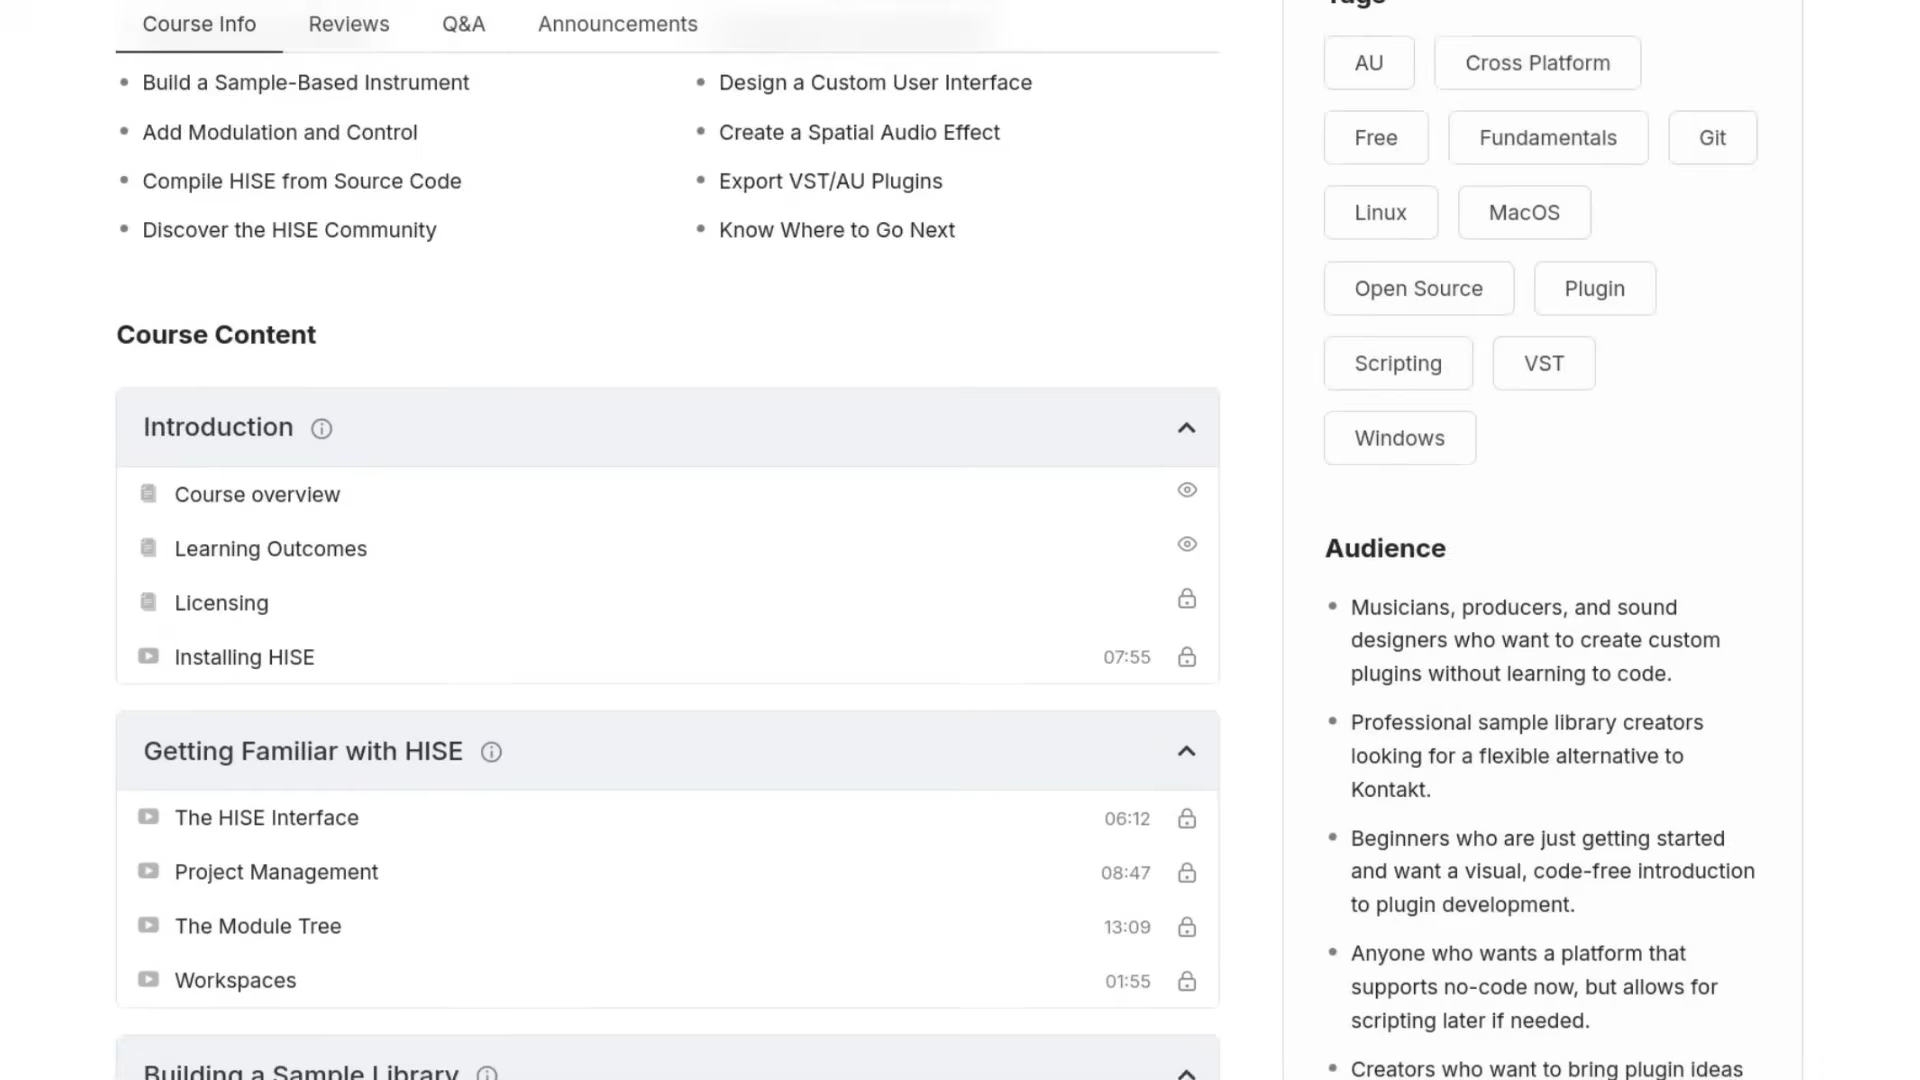 Course Info
Reviews
Q&A
Announcements
Build a Sample-Based Instrument
Add Modulation and Control
Compile HISE from Source Code
Discover the HISE Community
Design a Custom User Interface
Create a Spatial Audio Effect
Export VST/AU Plugins
Know Where to Go Next
Course Content
Introduction
Course overview
Learning Outcomes
Licensing
Installing HISE
07:55
Getting Familiar with HISE
The HISE Interface
06:12
Project Management
08:47
The Module Tree
13:09
Workspaces
01:55
Building a Sample Library
Tags
AU
Cross Platform
Free
Fundamentals
Git
Linux
MacOS
Open Source
Plugin
Scripting
VST
Windows
Audience
Musicians, producers, and sound
designers who want to create custom
plugins without learning to code.
Professional sample library creators
looking for a flexible alternative to
Kontakt.
Beginners who are just getting started
and want a visual, code-free introduction
to plugin development.
Anyone who wants a platform that
supports no-code now, but allows for
scripting later if needed.
Creators who want to bring plugin ideas